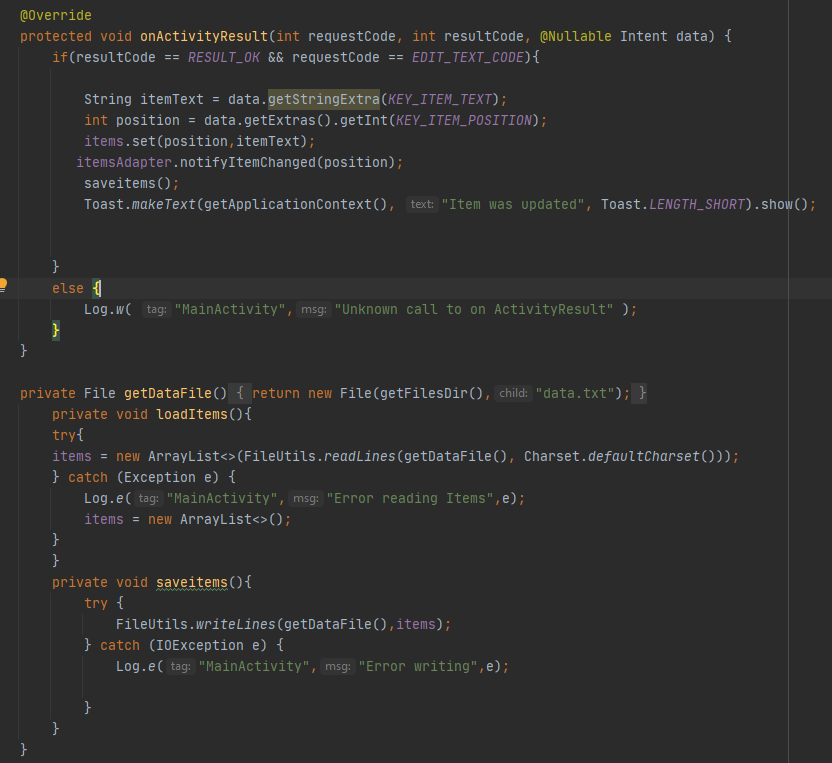 @Override
protected void onActivityResult(int requestCode, int resultCode, @Nullable Intent data) {
if(resultCode == RESULT_OK && requestCode == EDIT_TEXT_CODE){
String itemText = data.getStringExtra(KEY_ITEM_TEXT);
int position = data.getExtras().getInt(KEY_ITEM_POSITION);
items.set(position,itemText);
itemsAdapter.notifyItemChanged(position);
saveitems();
Toast.makeText(getApplicationContext(), text: "Item was updated", Toast.LENGTH_SHORT).show();
}
else {
Log.w( tag: "MainActivity", msg: "Unknown call to on ActivityResult" );
}
}
private File getDataFile() { return new File(getFilesDir(), child: "data.txt"); }
private void loadItems(){
try{
items = new ArrayList<>(FileUtils.readLines(getDataFile(), Charset.defaultCharset()));
} catch (Exception e) {
Log.e( tag: "MainActivity", msg: "Error reading Items",e);
items = new ArrayList<>();
}
}
private void saveitems(){
try {
FileUtils.writeLines(getDataFile(),items);
} catch (IOException e) {
Log.e( tag: "MainActivity", msg: "Error writing",e);
}
}
}